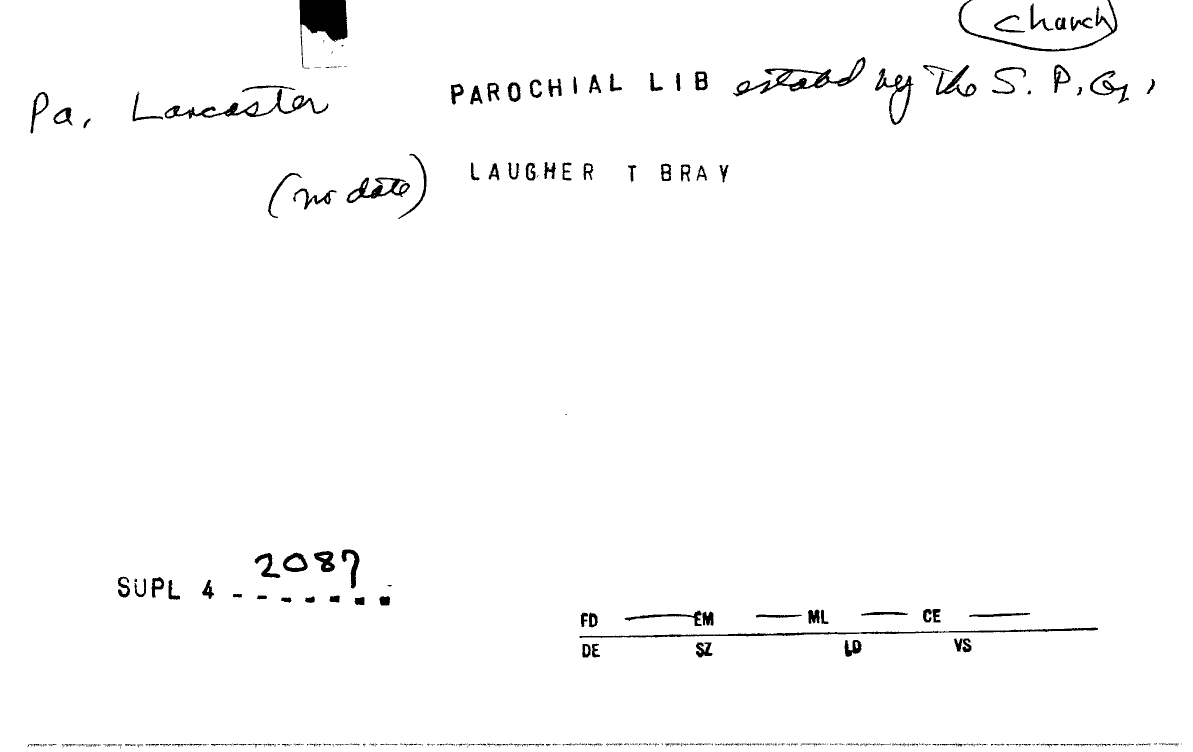 church
Pa, Lancaster PAROCHIAL LIB estabd by the S. P. G.,
(no date) LAUGHER T BRAY
2087
SUPL 4 - - - - - - -
FD EM ML CE
DE SZ LD VS